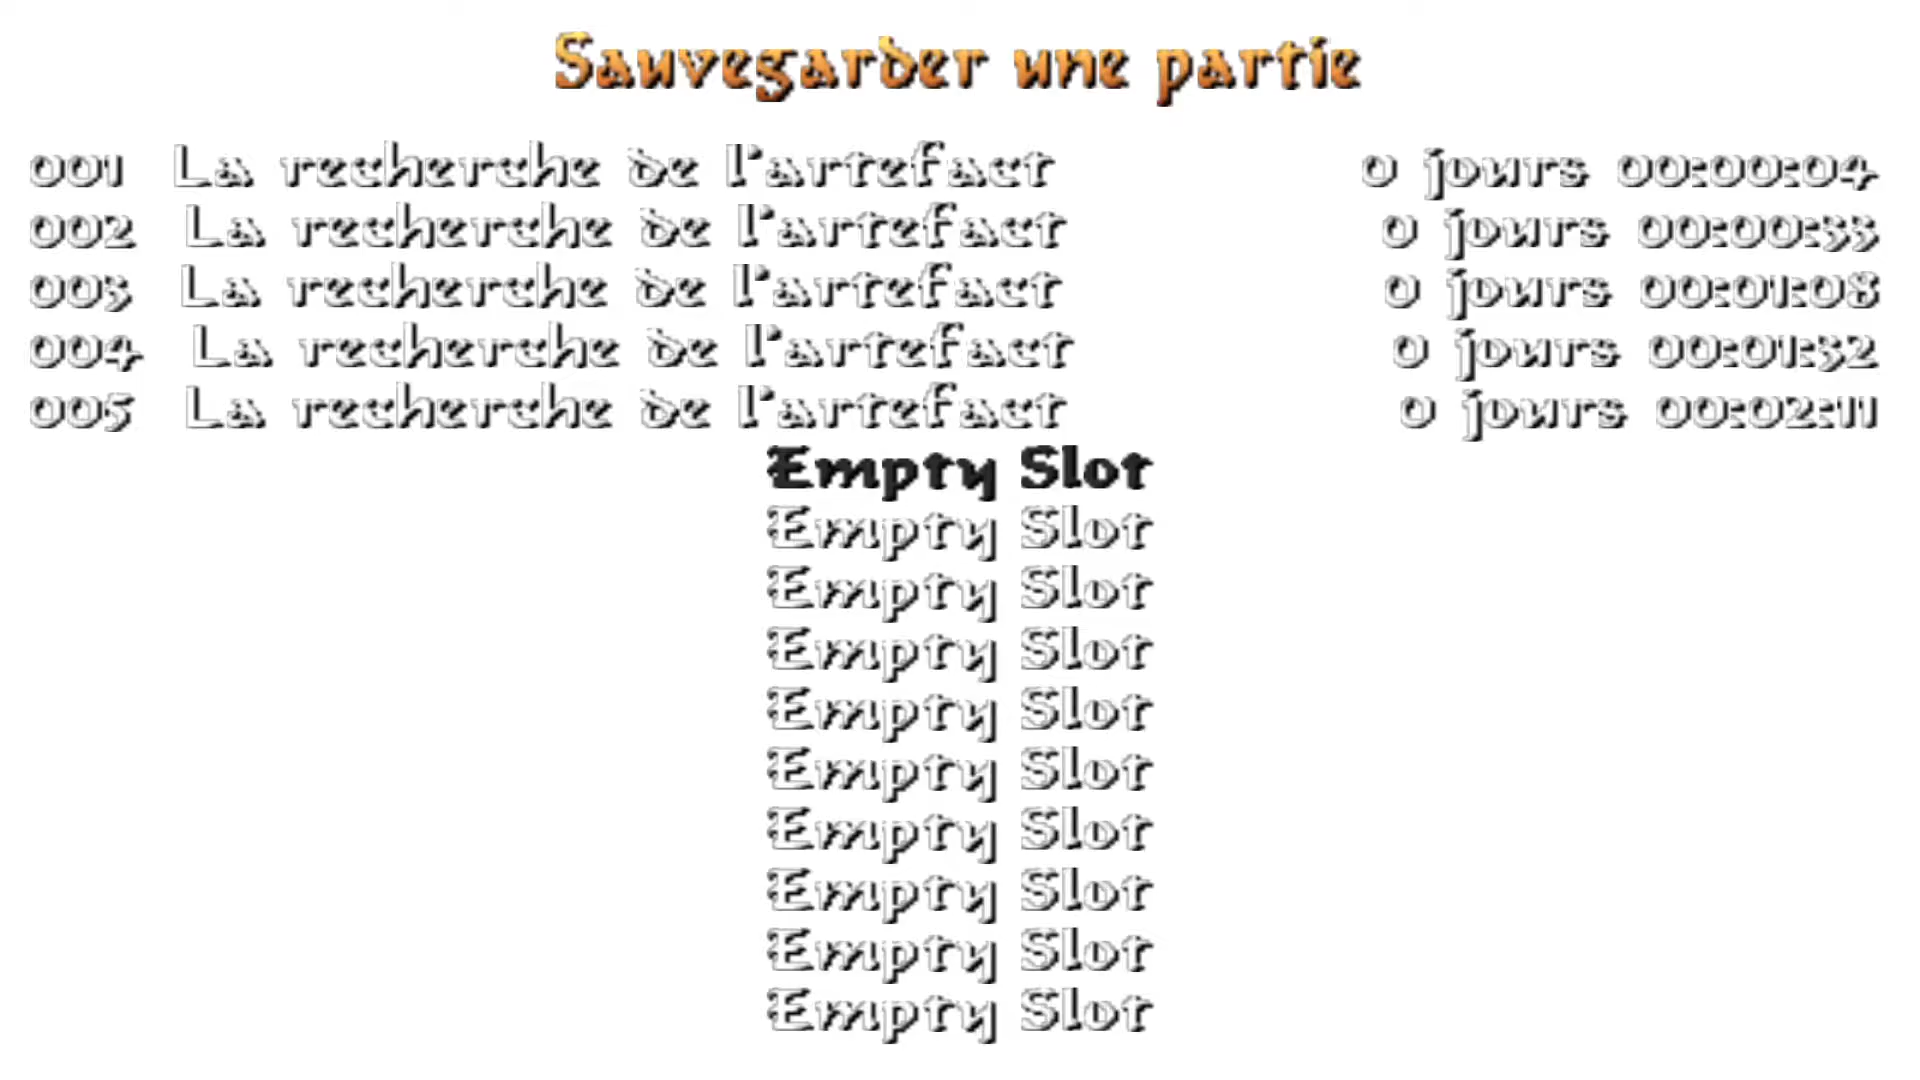 Sauvegarder une partie
001 La recherche de l'artefact 0 jours 00:00:04
002 La recherche de l'artefact 0 jours 00:00:33
003 La recherche de l'artefact 0 jours 00:01:08
004 La recherche de l'artefact 0 jours 00:01:32
005 La recherche de l'artefact 0 jours 00:02:11
Empty Slot
Empty Slot
Empty Slot
Empty Slot
Empty Slot
Empty Slot
Empty Slot
Empty Slot
Empty Slot
Empty Slot